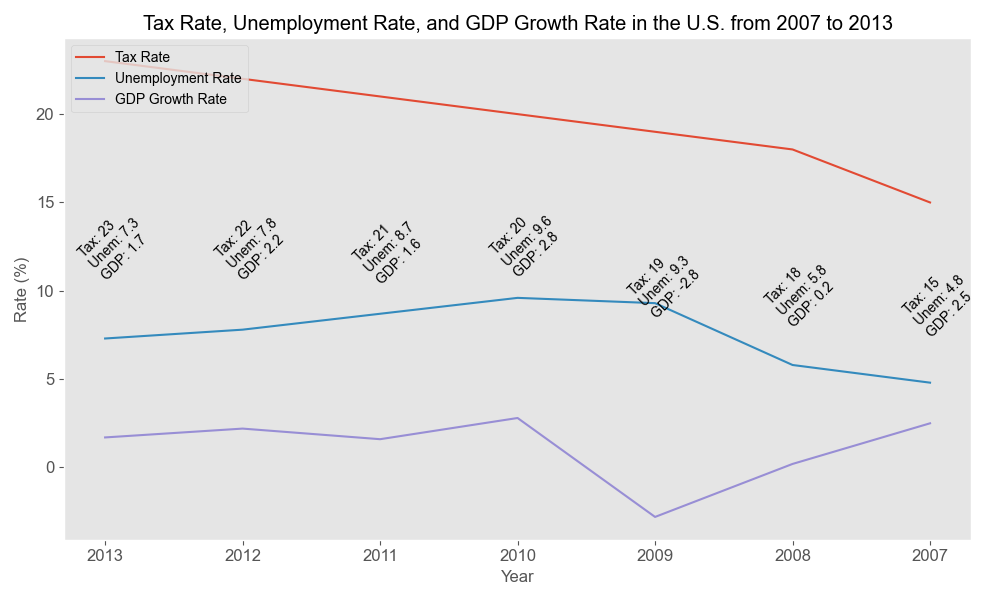 Tax Rate, Unemployment Rate, and GDP Growth Rate in the U.S. from 2007 to 2013
Tax Rate
Unemployment Rate
GDP Growth Rate
Rate (%)
20
15
10
5
0
Tax: 23
Unem: 7.3
GDP: 1.7
Tax: 22
Unem: 7.8
GDP: 2.2
Tax: 21
Unem: 8.7
GDP: 1.6
Tax: 20
Unem: 9.6
GDP: 2.8
Tax: 19
Unem: 9.3
GDP: -2.8
Tax: 18
Unem: 5.8
GDP: 0.2
Tax: 15
Unem: 4.8
GDP: 2.5
2013
2012
2011
2010
2009
2008
2007
Year